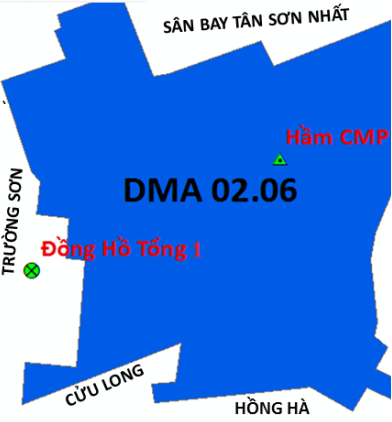 SÂN BAY TÂN SƠN NHẤT
Hầm CMP
DMA 02.06
TRƯỜNG SƠN
Đồng Hồ Tổng 1
CỬU LONG
HỒNG HÀ